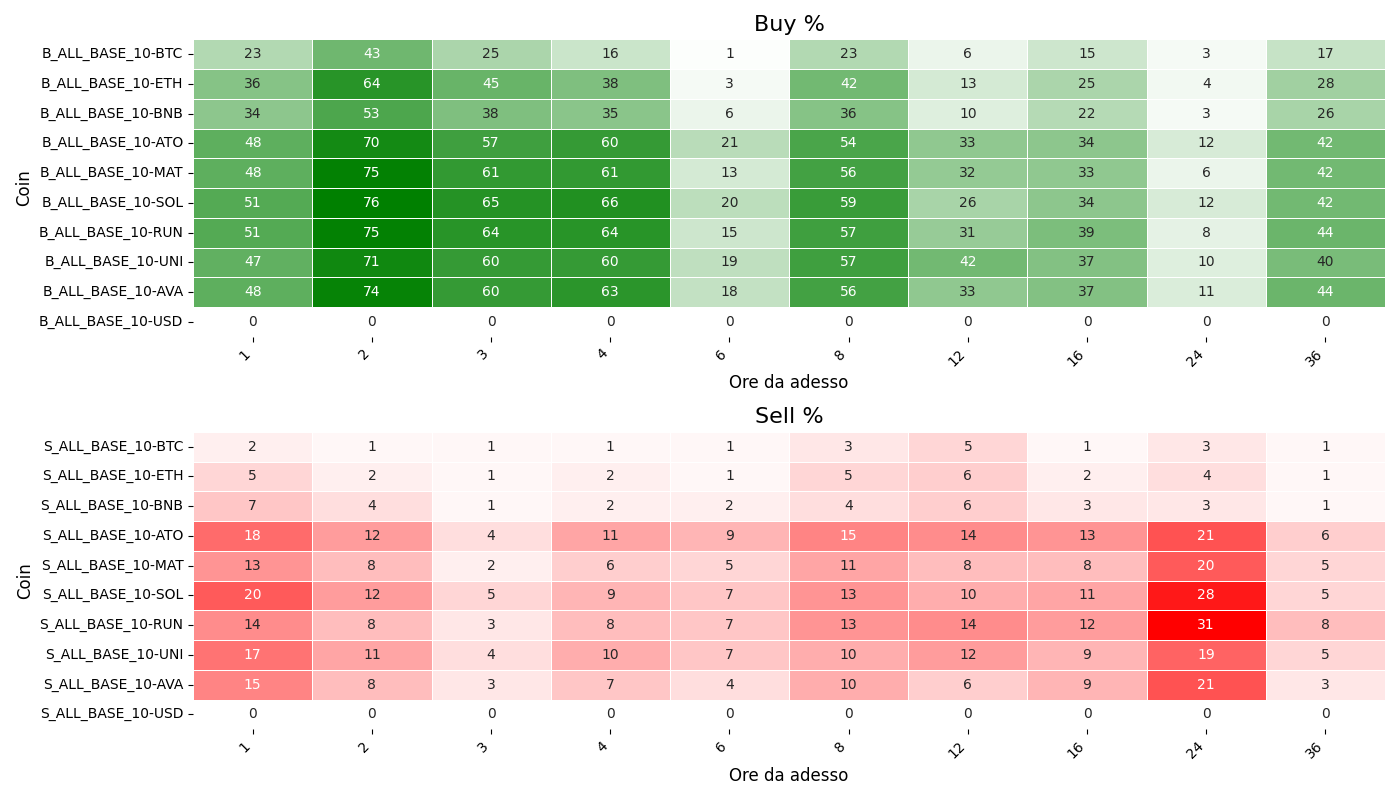 Buy %
Coin
B_ALL_BASE_10-BTC 23 43 25 16 1 23 6 15 3 17
B_ALL_BASE_10-ETH 36 64 45 38 3 42 13 25 4 28
B_ALL_BASE_10-BNB 34 53 38 35 6 36 10 22 3 26
B_ALL_BASE_10-ATO 48 70 57 60 21 54 33 34 12 42
B_ALL_BASE_10-MAT 48 75 61 61 13 56 32 33 6 42
B_ALL_BASE_10-SOL 51 76 65 66 20 59 26 34 12 42
B_ALL_BASE_10-RUN 51 75 64 64 15 57 31 39 8 44
B_ALL_BASE_10-UNI 47 71 60 60 19 57 42 37 10 40
B_ALL_BASE_10-AVA 48 74 60 63 18 56 33 37 11 44
B_ALL_BASE_10-USD 0 0 0 0 0 0 0 0 0 0
1 2 3 4 6 8 12 16 24 36
Ore da adesso
Sell %
Coin
S_ALL_BASE_10-BTC 2 1 1 1 1 3 5 1 3 1
S_ALL_BASE_10-ETH 5 2 1 2 1 5 6 2 4 1
S_ALL_BASE_10-BNB 7 4 1 2 2 4 6 3 3 1
S_ALL_BASE_10-ATO 18 12 4 11 9 15 14 13 21 6
S_ALL_BASE_10-MAT 13 8 2 6 5 11 8 8 20 5
S_ALL_BASE_10-SOL 20 12 5 9 7 13 10 11 28 5
S_ALL_BASE_10-RUN 14 8 3 8 7 13 14 12 31 8
S_ALL_BASE_10-UNI 17 11 4 10 7 10 12 9 19 5
S_ALL_BASE_10-AVA 15 8 3 7 4 10 6 9 21 3
S_ALL_BASE_10-USD 0 0 0 0 0 0 0 0 0 0
1 2 3 4 6 8 12 16 24 36
Ore da adesso